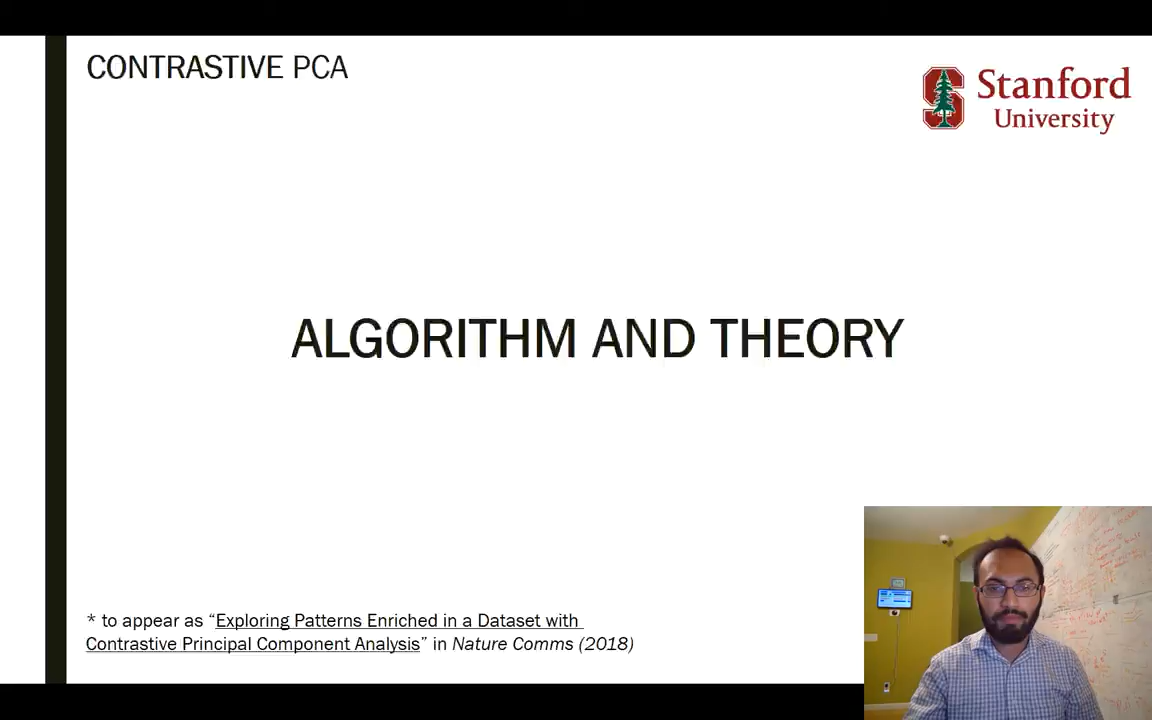 CONTRASTIVE PCA
Stanford
University
ALGORITHM AND THEORY
* to appear as “Exploring Patterns Enriched in a Dataset with
Contrastive Principal Component Analysis” in Nature Comms (2018)